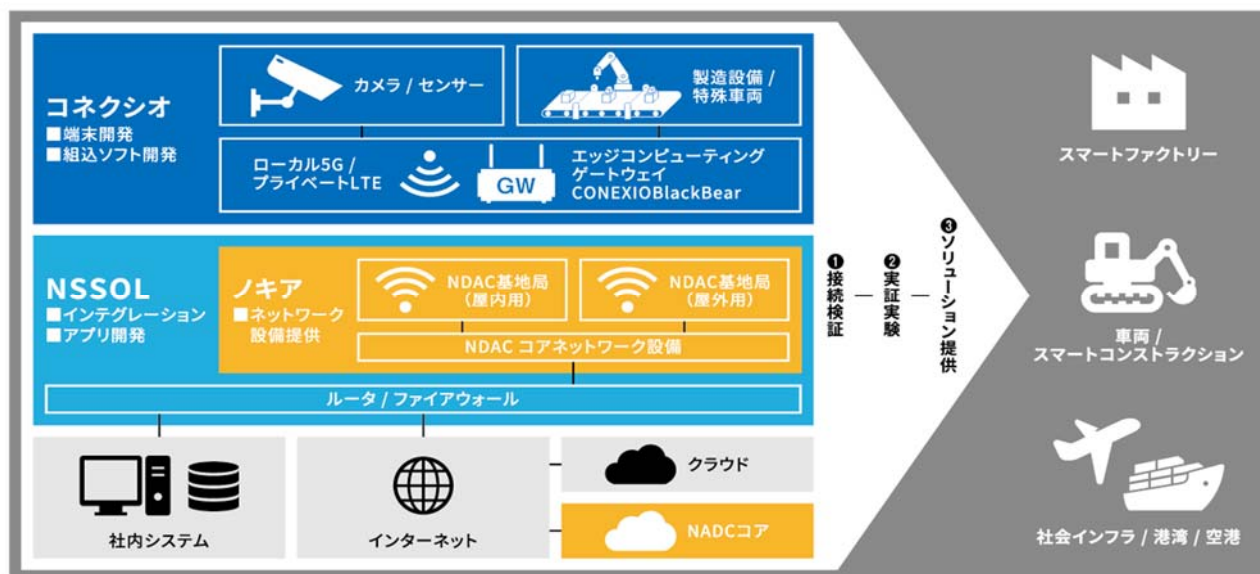 コネクシオ
■端末開発
■組込ソフト開発
カメラ / センサー
製造設備 /
特殊車両
ローカル5G /
プライベートLTE
GW
エッジコンピューティング
ゲートウェイ
CONEXIOBlackBear
NSSOL
■インテグレーション
■アプリ開発
ノキア
■ネットワーク
設備提供
NDAC基地局
（屋内用）
NDAC基地局
（屋外用）
NDAC コアネットワーク設備
ルータ / ファイアウォール
社内システム
インターネット
クラウド
NADCコア
❶接続検証
❷実証実験
❸ソリューション提供
スマートファクトリー
車両 /
スマートコンストラクション
社会インフラ / 港湾 / 空港